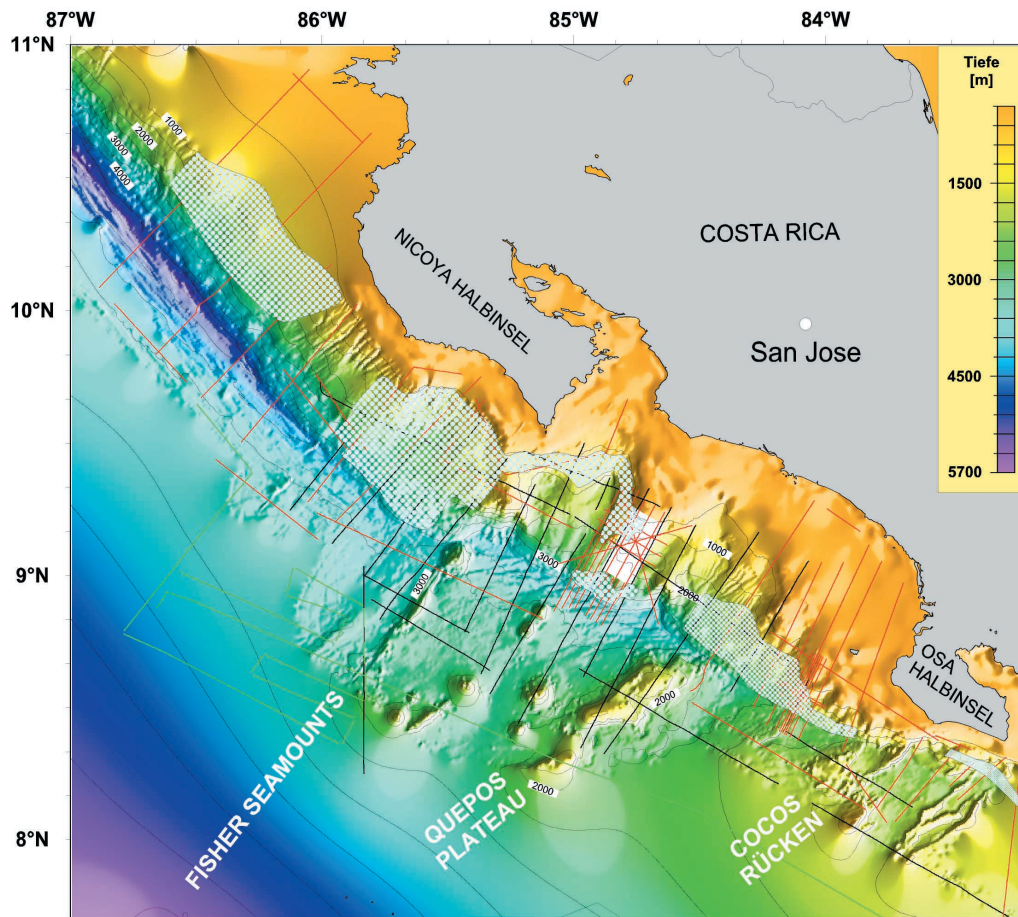 87°W
86°W
85°W
84°W
11°N
10°N
9°N
8°N
Tiefe
[m]
1500
3000
4500
5700
1000
2000
3000
4000
NICOYA HALBINSEL
COSTA RICA
San Jose
3000
3000
1000
2000
2000
2000
OSA
HALBINSEL
FISHER SEAMOUNTS
QUEPOS
PLATEAU
COCOS
RÜCKEN